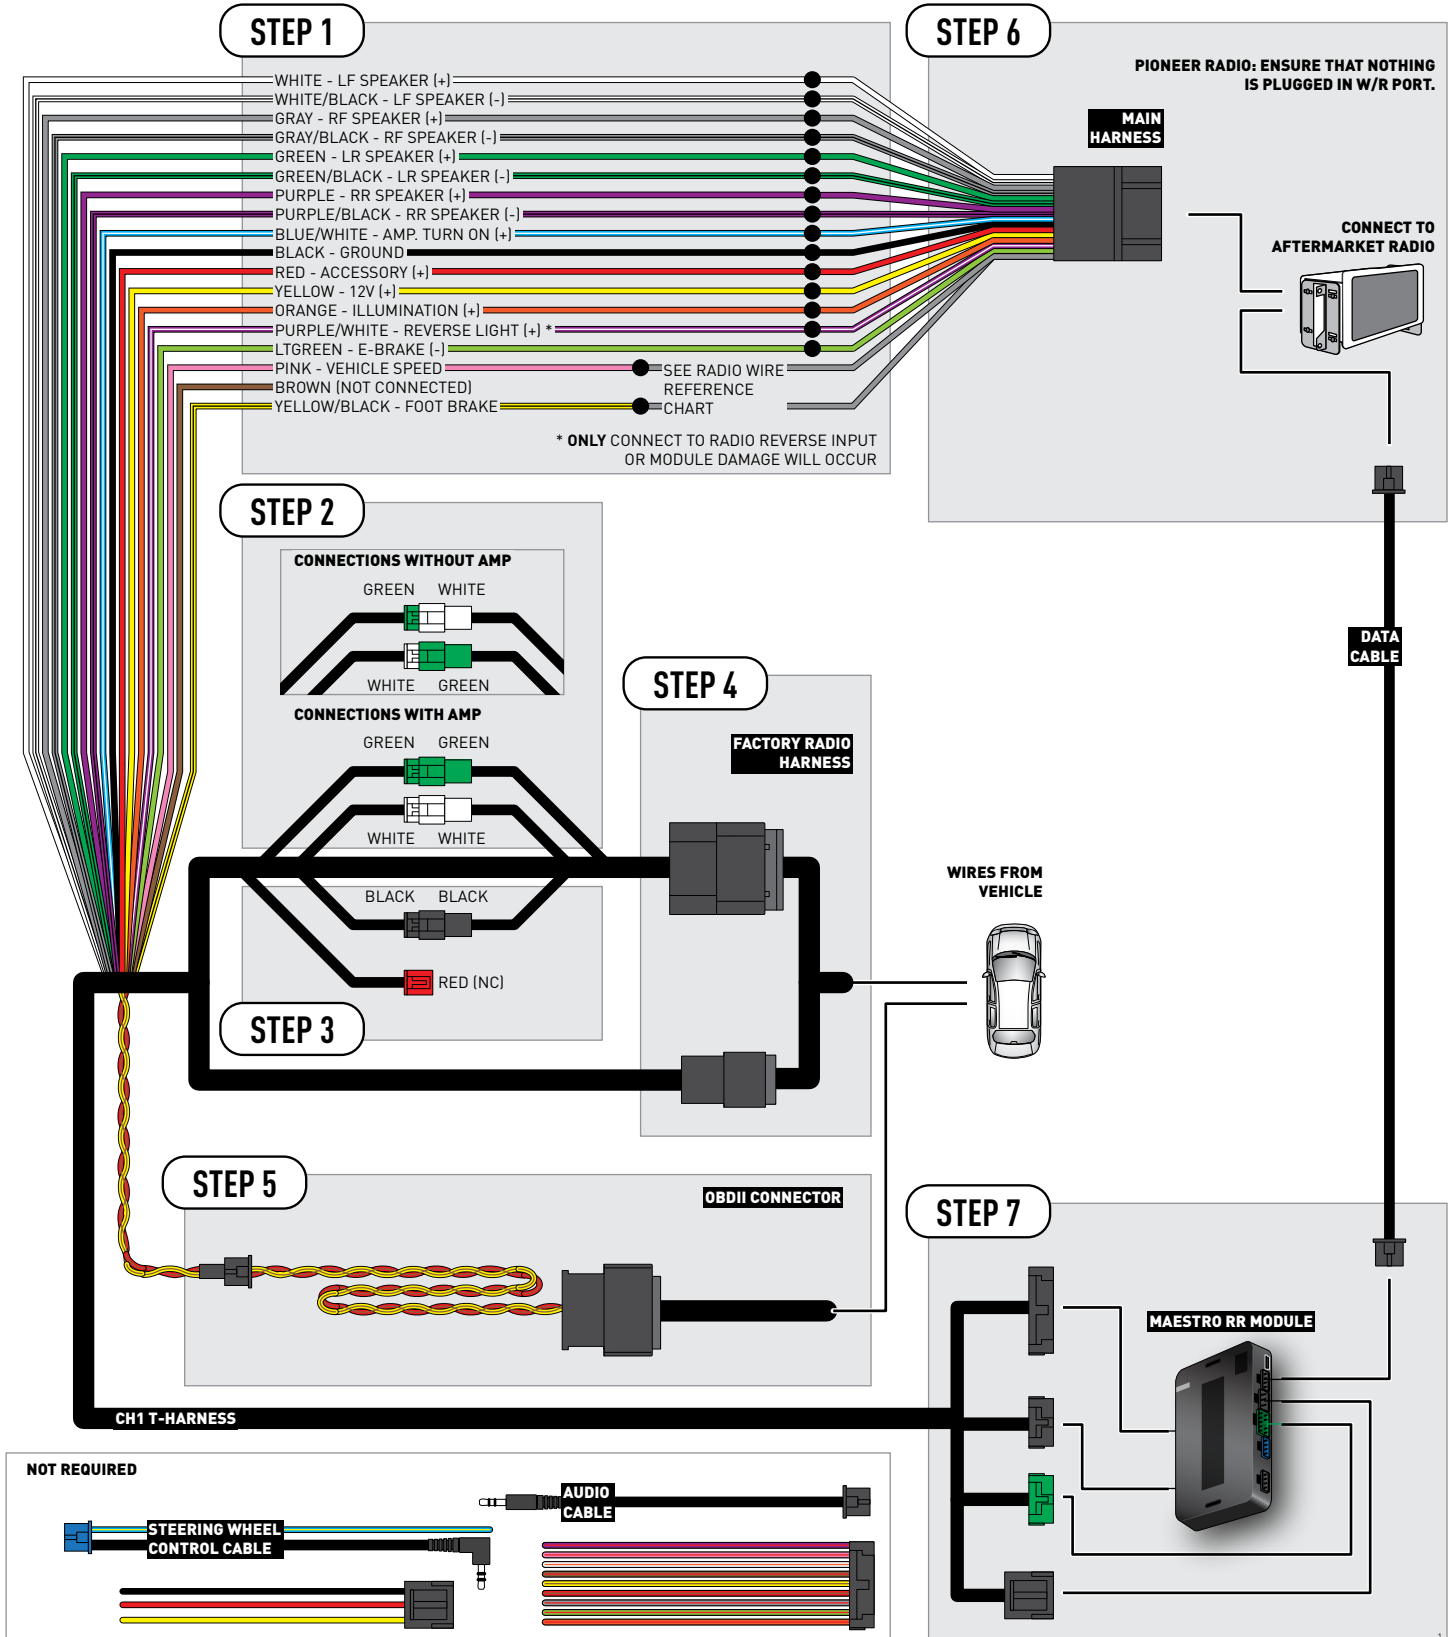 STEP 1
WHITE - LF SPEAKER (+)
WHITE/BLACK - LF SPEAKER (-)
GRAY - RF SPEAKER (+)
GRAY/BLACK - RF SPEAKER (-)
GREEN - LR SPEAKER (+)
GREEN/BLACK - LR SPEAKER (-)
PURPLE - RR SPEAKER (+)
PURPLE/BLACK - RR SPEAKER (-)
BLUE/WHITE - AMP. TURN ON (+)
BLACK - GROUND
RED - ACCESSORY (+)
YELLOW - 12V (+)
ORANGE - ILLUMINATION (+)
PURPLE/WHITE - REVERSE LIGHT (+) *
LTGREEN - E-BRAKE (-)
PINK - VEHICLE SPEED
BROWN (NOT CONNECTED)
YELLOW/BLACK - FOOT BRAKE
SEE RADIO WIRE
REFERENCE
CHART
* ONLY CONNECT TO RADIO REVERSE INPUT
OR MODULE DAMAGE WILL OCCUR
STEP 6
PIONEER RADIO: ENSURE THAT NOTHING
IS PLUGGED IN W/R PORT.
MAIN
HARNESS
CONNECT TO
AFTERMARKET RADIO
DATA
CABLE
STEP 2
CONNECTIONS WITHOUT AMP
GREEN WHITE
WHITE GREEN
CONNECTIONS WITH AMP
GREEN GREEN
WHITE WHITE
BLACK BLACK
RED (NC)
STEP 3
STEP 4
FACTORY RADIO
HARNESS
WIRES FROM
VEHICLE
STEP 5
OBDII CONNECTOR
STEP 7
MAESTRO RR MODULE
CH1 T-HARNESS
NOT REQUIRED
STEERING WHEEL
CONTROL CABLE
AUDIO
CABLE